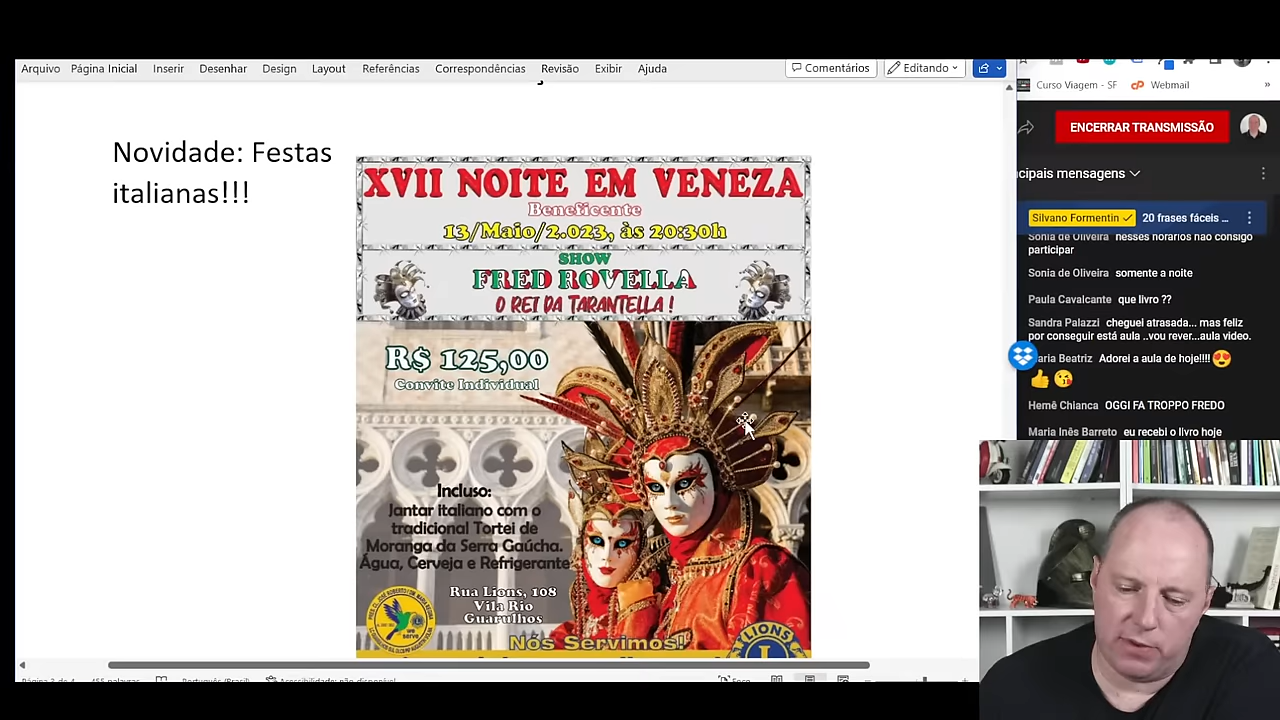 Arquivo Página Inicial Inserir Desenhar Design Layout Referências Correspondências Revisão Exibir Ajuda
Comentários
Editando
Curso Viagem - SF
Webmail
ENCERRAR TRANSMISSÃO
Novidade: Festas
italianas!!!
XVII NOITE EM VENEZA
Beneficente
13/Maio/2.023, às 20:30h
SHOW
FRED ROVELLA
O REI DA TARANTELLA !
R$ 125,00
Convite Individual
Incluso:
Jantar italiano com o
tradicional Tortei de
Moranga da Serra Gaúcha.
Água, Cerveja e Refrigerante
Rua Lions, 108
Vila Rio
Guarulhos
Nós Servimos!
LIONS
ncipais mensagens
Silvano Formentin 20 frases fáceis ...
Sonia de Oliveira nesses horarios não consigo
participar
Sonia de Oliveira somente a noite
Paula Cavalcante que livro ??
Sandra Palazzi cheguei atrasada... mas feliz
por conseguir está aula ..vou rever...aula video.
aria Beatriz Adorei a aula de hoje!!!!😍
👍😘
Hemê Chianca OGGI FA TROPPO FREDO
Maria Inês Barreto eu recebi o livro hoje